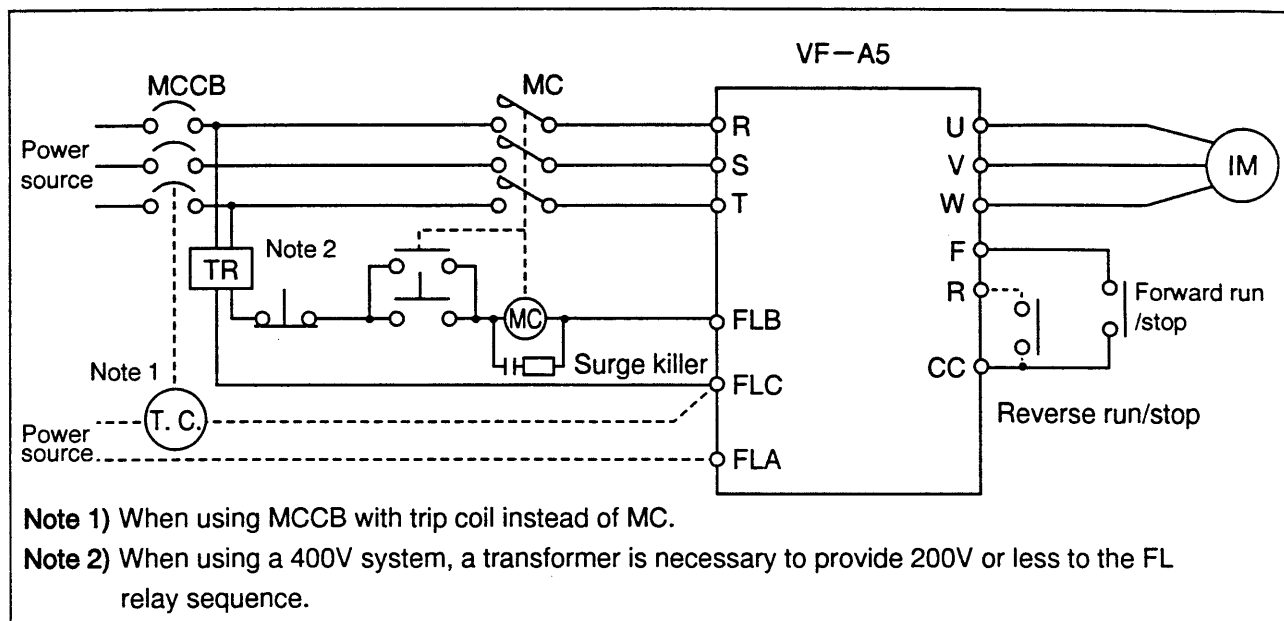 VF-A5
MCCB
MC
Power
source
R
S
T
U
V
W
IM
F
R
CC
Forward run
/stop
Reverse run/stop
TR
Note 2
MC
FLB
Surge killer
FLC
Note 1
T. C.
Power
source
FLA
Note 1) When using MCCB with trip coil instead of MC.
Note 2) When using a 400V system, a transformer is necessary to provide 200V or less to the FL
relay sequence.